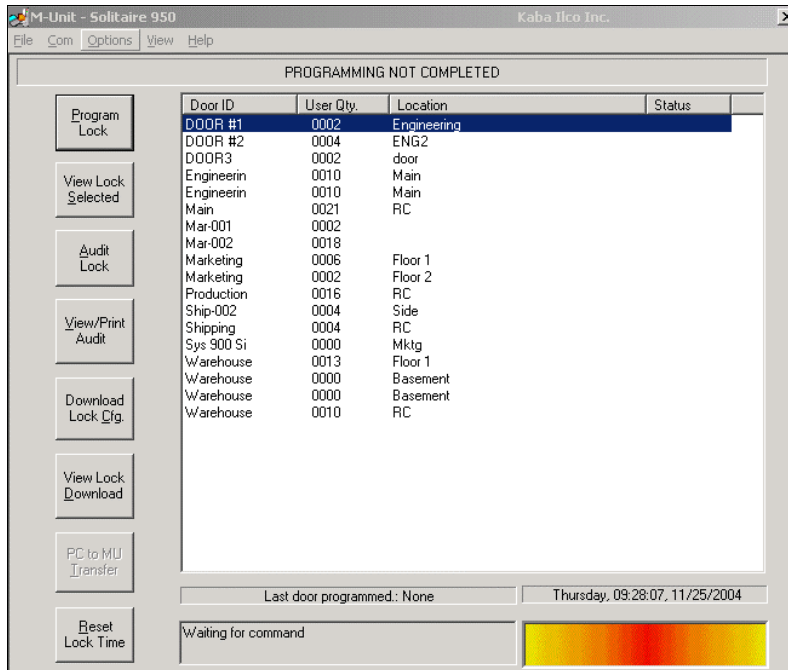 M-Unit - Solitaire 950 Kaba Ilco Inc.
File Com Options View Help
PROGRAMMING NOT COMPLETED
Program
Lock
View Lock
Selected
Audit
Lock
View/Print
Audit
Download
Lock Cfg.
View Lock
Download
PC to MU
Transfer
Reset
Lock Time
Door ID User Qty. Location Status
DOOR #1 0002 Engineering
DOOR #2 0004 ENG2
DOOR3 0002 door
Engineerin 0010 Main
Engineerin 0010 Main
Main 0021 RC
Mar-001 0002
Mar-002 0018
Marketing 0006 Floor 1
Marketing 0002 Floor 2
Production 0016 RC
Ship-002 0004 Side
Shipping 0004 RC
Sys 900 Si 0000 Mktg
Warehouse 0013 Floor 1
Warehouse 0000 Basement
Warehouse 0000 Basement
Warehouse 0010 RC
Last door programmed.: None
Thursday, 09:28:07, 11/25/2004
Waiting for command